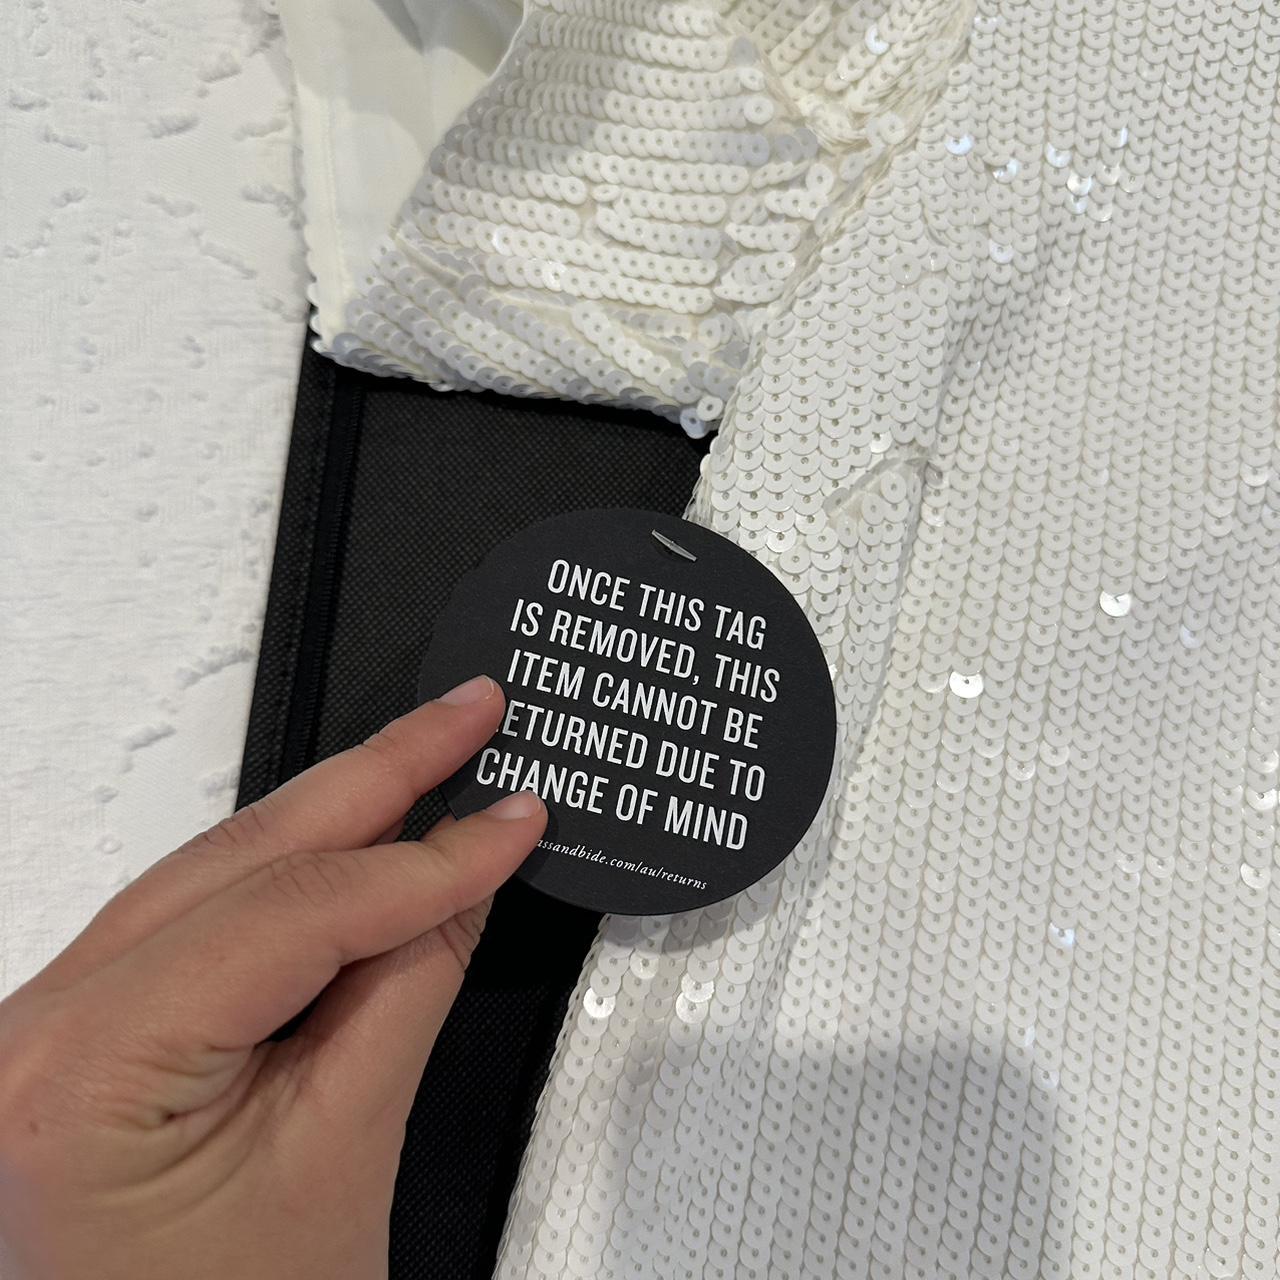 ONCE THIS TAG
IS REMOVED, THIS
ITEM CANNOT BE
ETURNED DUE TO
CHANGE OF MIND
assandbide.com/au/returns